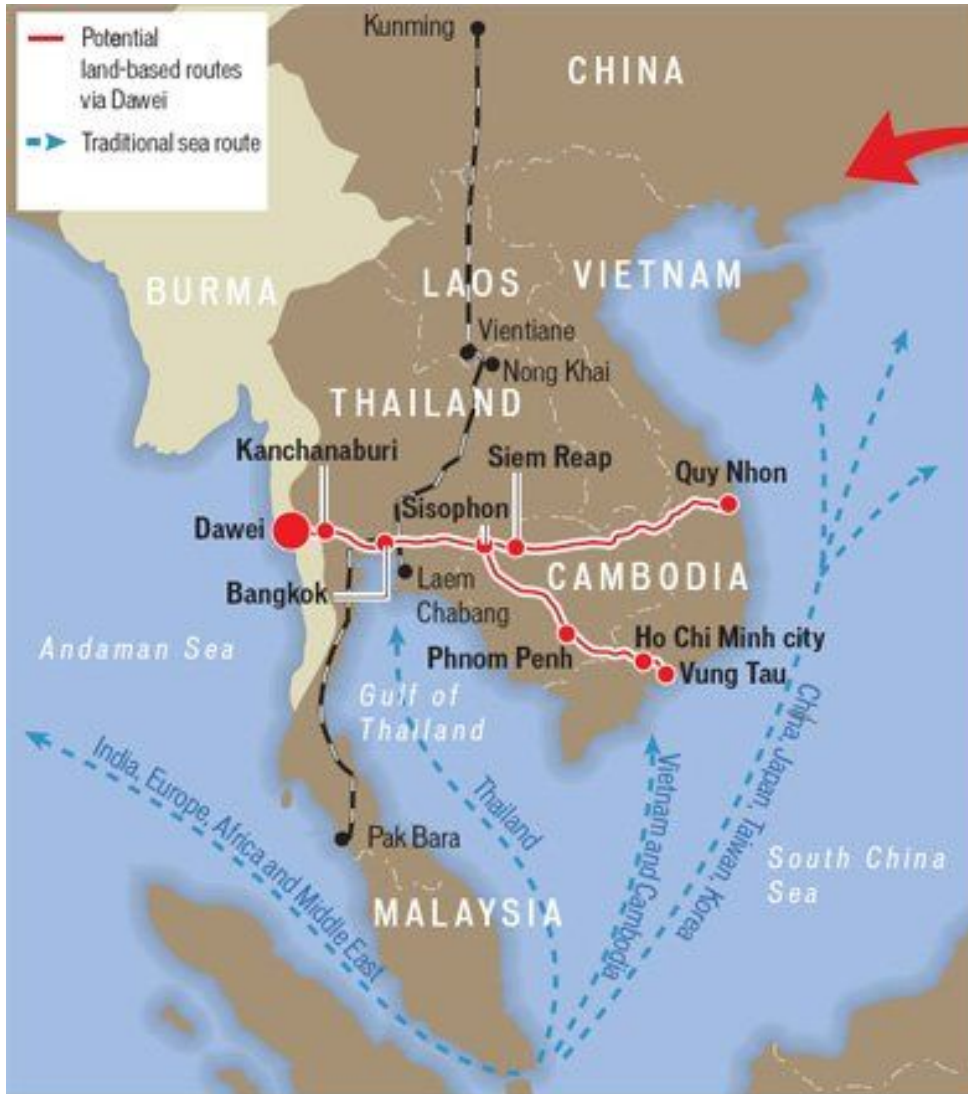 Potential
land-based routes
via Dawei
Traditional sea route
Kunming
CHINA
BURMA
LAOS
VIETNAM
Vientiane
Nong Khai
THAILAND
Kanchanaburi
Siem Reap
Quy Nhon
Sisophon
Dawei
Bangkok
Laem
Chabang
CAMBODIA
Andaman Sea
Phnom Penh
Ho Chi Minh city
Vung Tau
Gulf of
Thailand
India, Europe, Africa and Middle East
Thailand
Vietnam and Cambodia
China, Japan, Taiwan, Korea
Pak Bara
South China
Sea
MALAYSIA